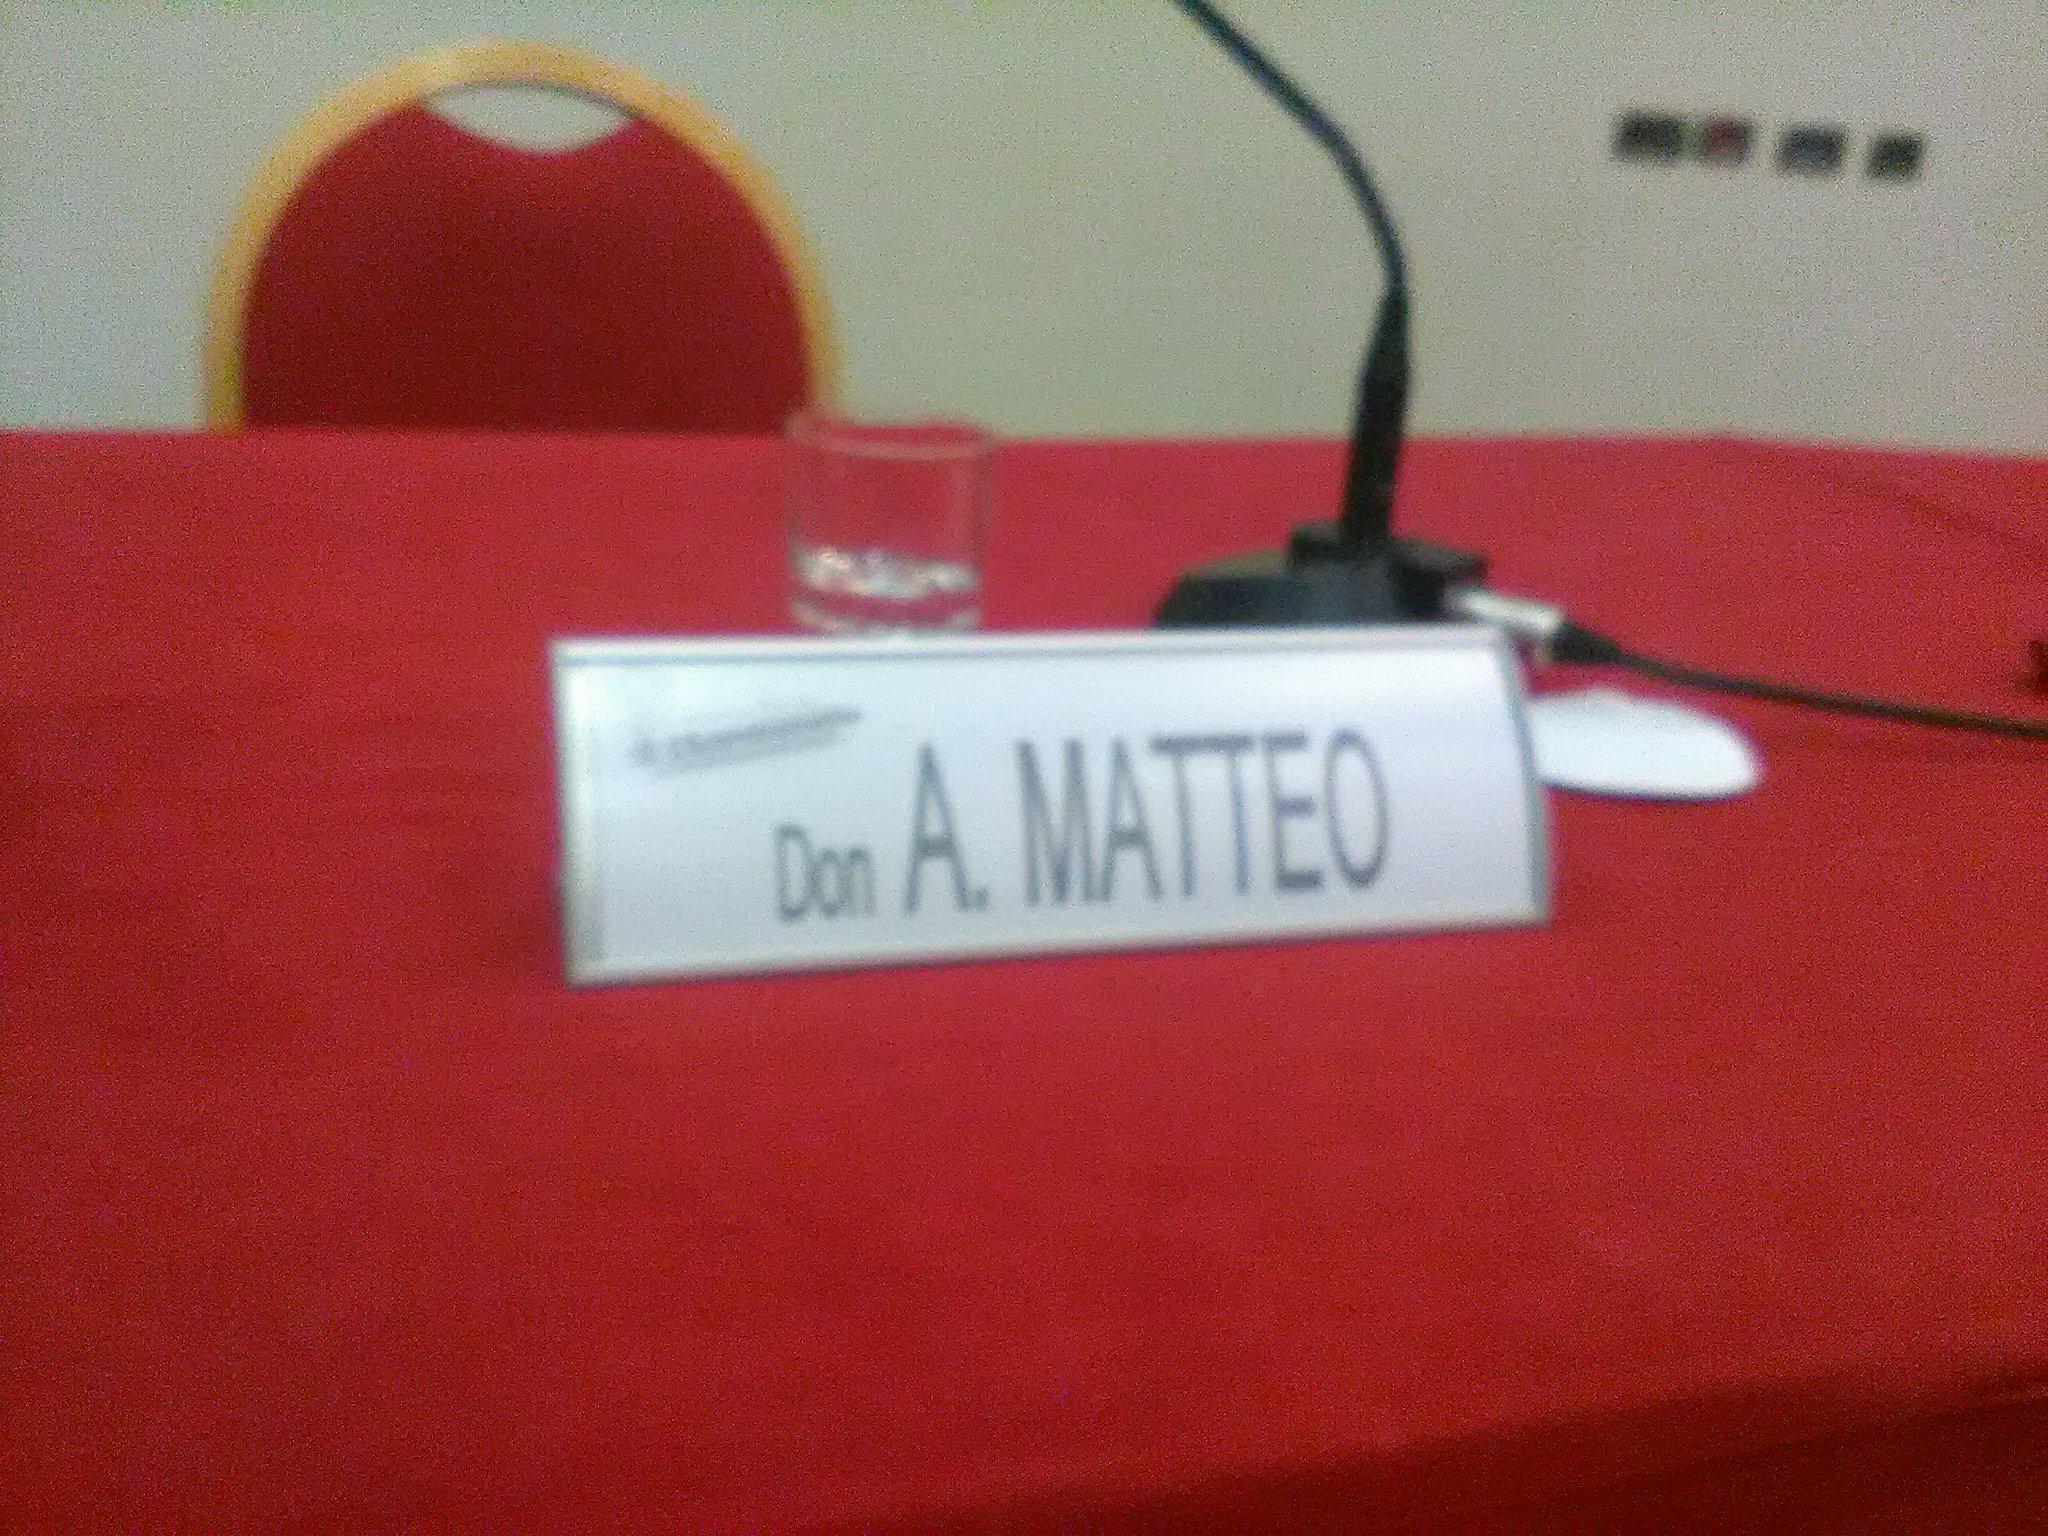 Don A. MATTEO